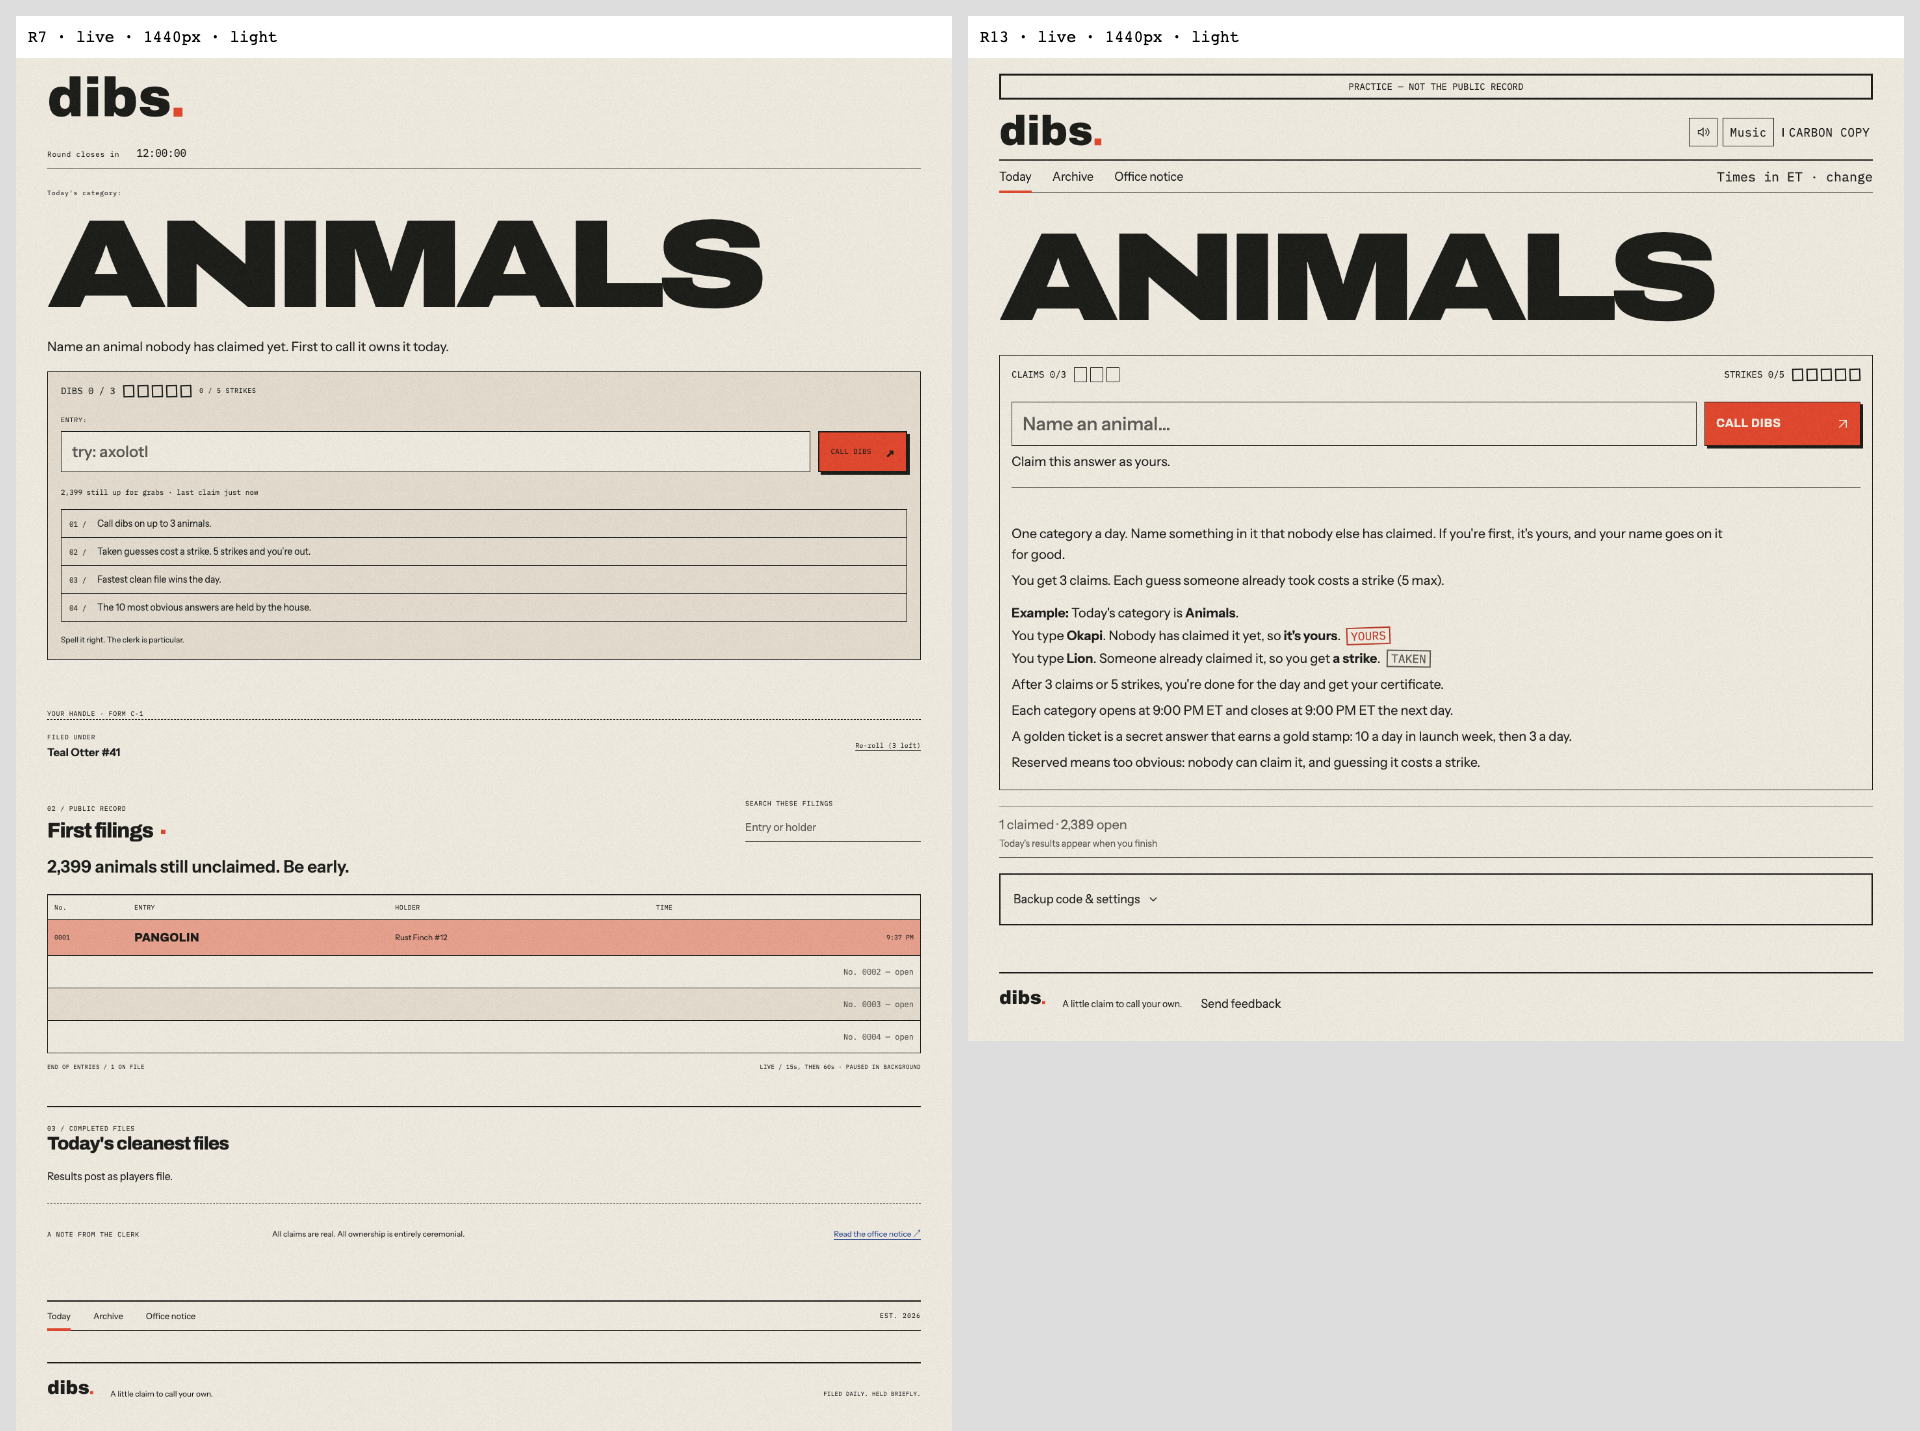 R7 · live · 1440px · light
dibs.
Round closes in 12:00:00
Today's category:
ANIMALS
Name an animal nobody has claimed yet. First to call it owns it today.
DIBS 0 / 3 0 / 5 STRIKES
ENTRY:
try: axolotl
CALL DIBS ↗
2,399 still up for grabs · last claim just now
01 / Call dibs on up to 3 animals.
02 / Taken guesses cost a strike. 5 strikes and you're out.
03 / Fastest clean file wins the day.
04 / The 10 most obvious answers are held by the house.
Spell it right. The clerk is particular.
YOUR HANDLE · FORM C-1
FILED UNDER
Teal Otter #41
Re-roll (3 left)
02 / PUBLIC RECORD
First filings
SEARCH THESE FILINGS
Entry or holder
2,399 animals still unclaimed. Be early.
No. ENTRY HOLDER TIME
0001 PANGOLIN Rust Finch #12 9:37 PM
No. 0002 — open
No. 0003 — open
No. 0004 — open
END OF ENTRIES / 1 ON FILE
LIVE / 15s, THEN 60s · PAUSED IN BACKGROUND
03 / COMPLETED FILES
Today's cleanest files
Results post as players file.
A NOTE FROM THE CLERK
All claims are real. All ownership is entirely ceremonial.
Read the office notice ↗
Today Archive Office notice
EST. 2026
dibs. A little claim to call your own.
FILED DAILY. HELD BRIEFLY.
R13 · live · 1440px · light
PRACTICE — NOT THE PUBLIC RECORD
dibs.
Music CARBON COPY
Today Archive Office notice
Times in ET · change
ANIMALS
CLAIMS 0/3
STRIKES 0/5
Name an animal...
CALL DIBS ↗
Claim this answer as yours.
One category a day. Name something in it that nobody else has claimed. If you're first, it's yours, and your name goes on it
for good.
You get 3 claims. Each guess someone already took costs a strike (5 max).
Example: Today's category is Animals.
You type Okapi. Nobody has claimed it yet, so it's yours. YOURS
You type Lion. Someone already claimed it, so you get a strike. TAKEN
After 3 claims or 5 strikes, you're done for the day and get your certificate.
Each category opens at 9:00 PM ET and closes at 9:00 PM ET the next day.
A golden ticket is a secret answer that earns a gold stamp: 10 a day in launch week, then 3 a day.
Reserved means too obvious: nobody can claim it, and guessing it costs a strike.
1 claimed · 2,389 open
Today's results appear when you finish
Backup code & settings
dibs. A little claim to call your own. Send feedback